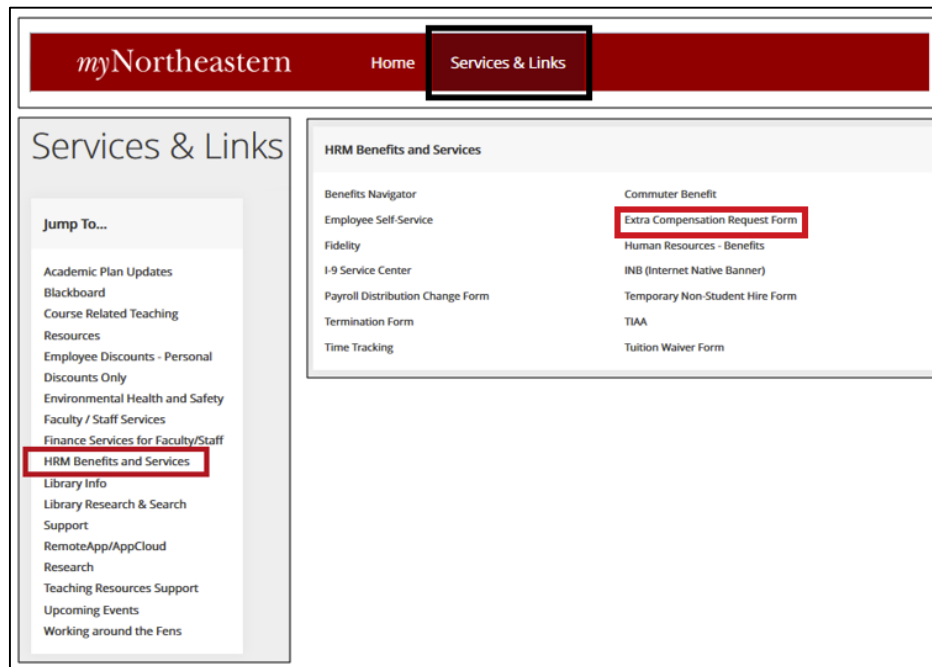 myNortheastern Home Services & Links
Services & Links
Jump To...
Academic Plan Updates
Blackboard
Course Related Teaching
Resources
Employee Discounts - Personal
Discounts Only
Environmental Health and Safety
Faculty / Staff Services
Finance Services for Faculty/Staff
HRM Benefits and Services
Library Info
Library Research & Search
Support
RemoteApp/AppCloud
Research
Teaching Resources Support
Upcoming Events
Working around the Fens
HRM Benefits and Services
Benefits Navigator Commuter Benefit
Employee Self-Service Extra Compensation Request Form
Fidelity Human Resources - Benefits
I-9 Service Center INB (Internet Native Banner)
Payroll Distribution Change Form Temporary Non-Student Hire Form
Termination Form TIAA
Time Tracking Tuition Waiver Form